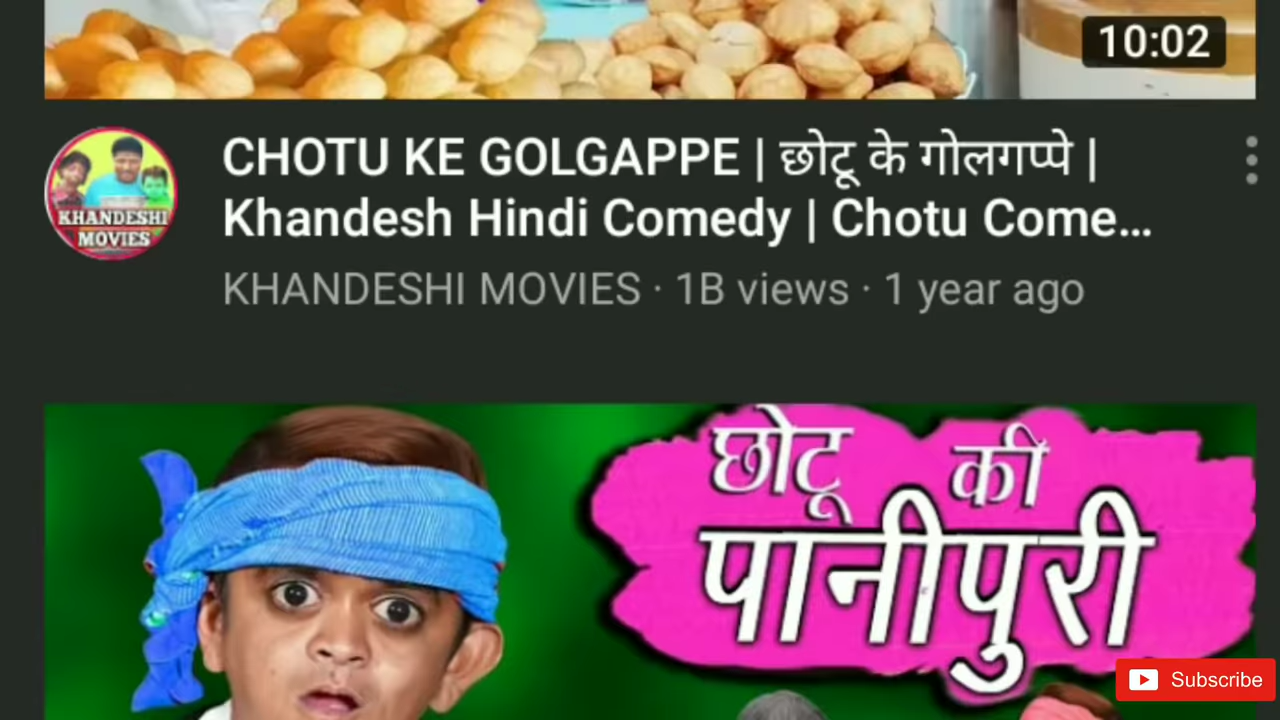 10:02
CHOTU KE GOLGAPPE | छोटू के गोलगप्पे |
Khandesh Hindi Comedy | Chotu Come...
KHANDESHI MOVIES · 1B views · 1 year ago
KHANDESHI
MOVIES
छोटू की
पानीपुरी
Subscribe